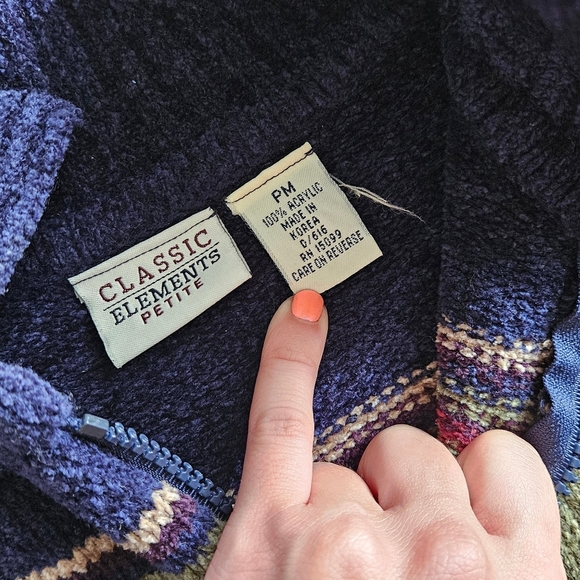 CLASSIC
ELEMENTS
PETITE
PM
100% ACRYLIC
MADE IN
KOREA
D/616
RN 15099
CARE ON REVERSE